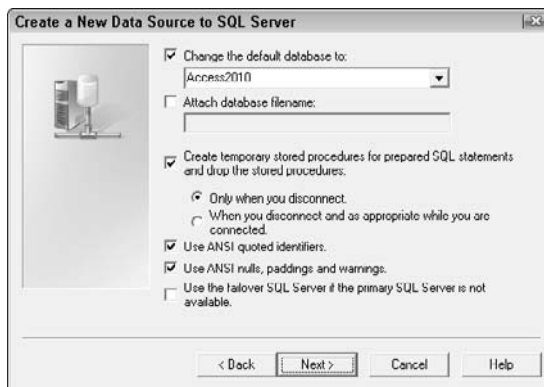 Create a New Data Source to SQL Server
Change the default database to:
Access2010
Attach database filename:
Create temporary stored procedures for prepared SQL statements
and drop the stored procedures:
Only when you disconnect.
When you disconnect and as appropriate while you are
connected.
Use ANSI quoted identifiers.
Use ANSI nulls, paddings and warnings.
Use the failover SQL Server if the primary SQL Server is not
available.
< Back
Next >
Cancel
Help